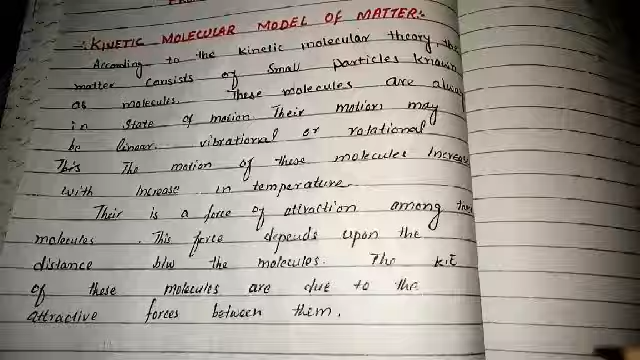 :KINETIC MOLECULAR MODEL OF MATTER:-
According to the kinetic molecular theory, the
matter consists of small particles known
as molecules. These molecules are always
in state of motion. Their motion may
be linear, vibrational or rotational
This The motion of these molecules increase
with increase in temperature.
Their is a force of attraction among
molecules. This force depends upon the
distance b/w the molecules. The K.E
of these molecules are due to the
attractive forces between them.